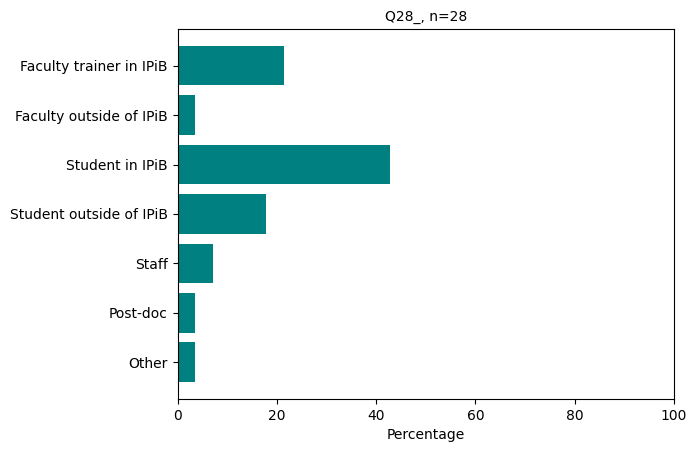 Q28_, n=28
Faculty trainer in IPiB
Faculty outside of IPiB
Student in IPiB
Student outside of IPiB
Staff
Post-doc
Other
0 20 40 60 80 100
Percentage